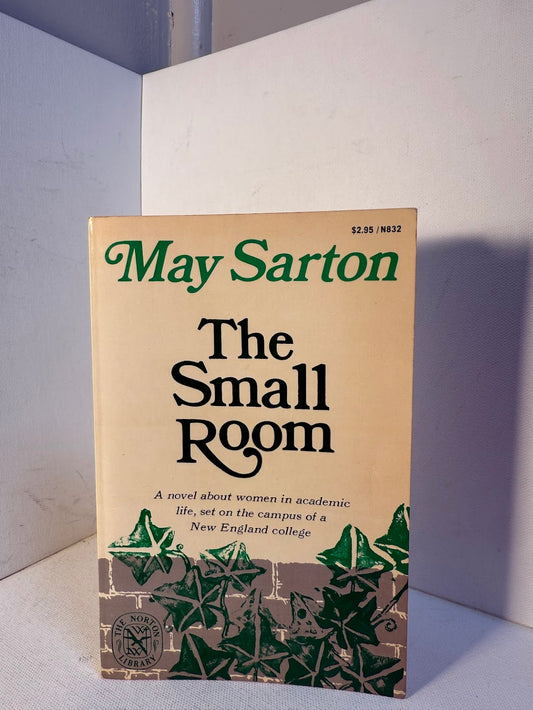 $2.95 / N832
May Sarton
The
Small
Room
A novel about women in academic
life, set on the campus of a
New England college
THE NORTON
LIBRARY